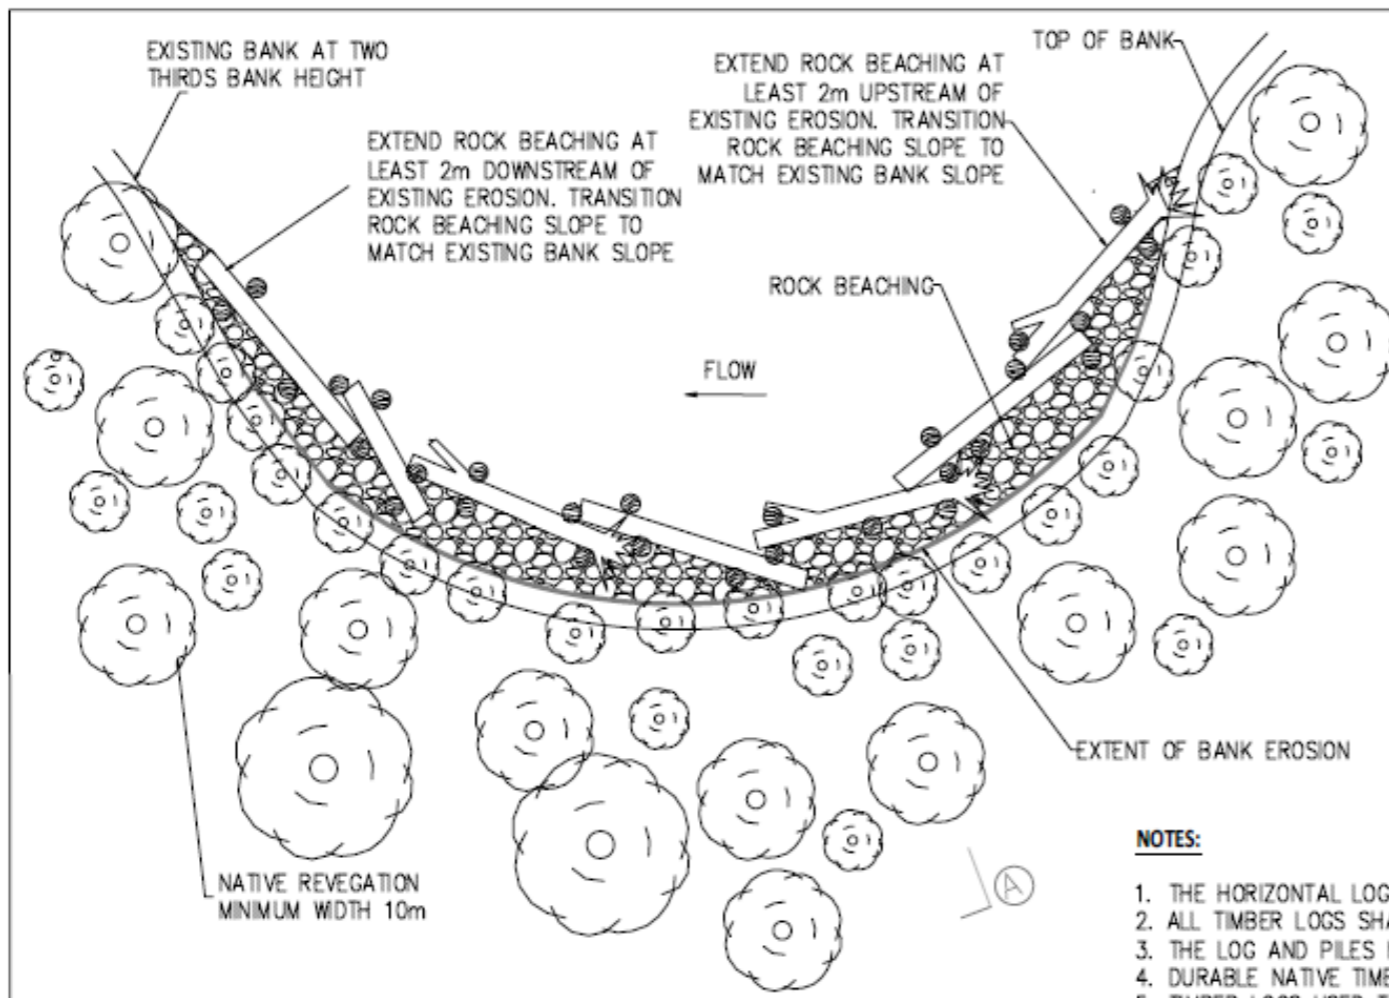 EXISTING BANK AT TWO
THIRDS BANK HEIGHT
EXTEND ROCK BEACHING AT
LEAST 2m DOWNSTREAM OF
EXISTING EROSION. TRANSITION
ROCK BEACHING SLOPE TO
MATCH EXISTING BANK SLOPE
EXTEND ROCK BEACHING AT
LEAST 2m UPSTREAM OF
EXISTING EROSION. TRANSITION
ROCK BEACHING SLOPE TO
MATCH EXISTING BANK SLOPE
TOP OF BANK
ROCK BEACHING
FLOW
EXTENT OF BANK EROSION
NATIVE REVEGATION
MINIMUM WIDTH 10m
A
NOTES:
1. THE HORIZONTAL LOG
2. ALL TIMBER LOGS
3. THE LOG AND PILES
4. DURABLE NATIVE